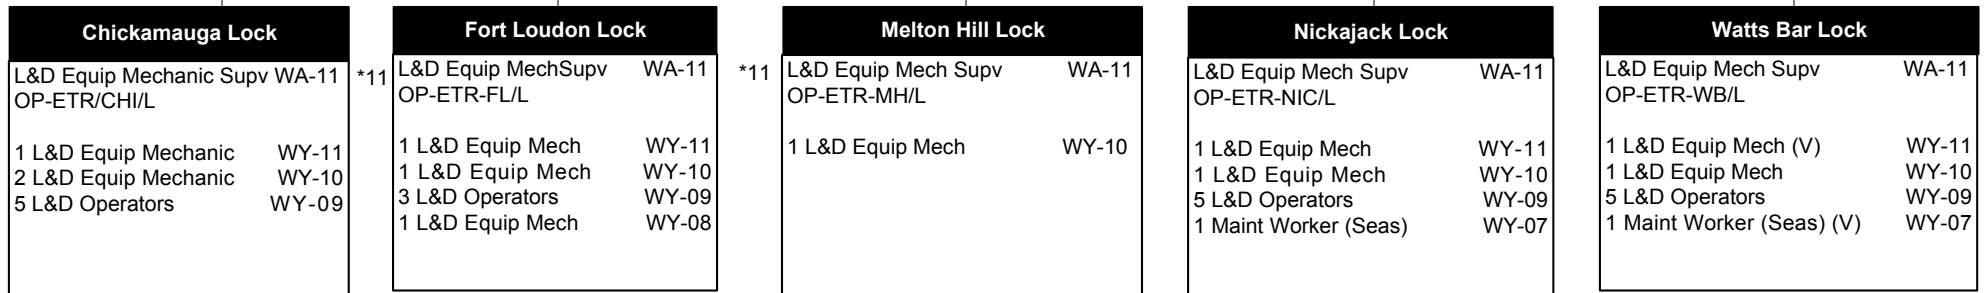 Chickamauga Lock
L&D Equip Mechanic Supv WA-11
OP-ETR/CHI/L
1 L&D Equip Mechanic WY-11
2 L&D Equip Mechanic WY-10
5 L&D Operators WY-09
*11
Fort Loudon Lock
L&D Equip MechSupv WA-11
OP-ETR-FL/L
1 L&D Equip Mech WY-11
1 L&D Equip Mech WY-10
3 L&D Operators WY-09
1 L&D Equip Mech WY-08
*11
Melton Hill Lock
L&D Equip Mech Supv WA-11
OP-ETR-MH/L
1 L&D Equip Mech WY-10
Nickajack Lock
L&D Equip Mech Supv WA-11
OP-ETR-NIC/L
1 L&D Equip Mech WY-11
1 L&D Equip Mech WY-10
5 L&D Operators WY-09
1 Maint Worker (Seas) WY-07
Watts Bar Lock
L&D Equip Mech Supv WA-11
OP-ETR-WB/L
1 L&D Equip Mech (V) WY-11
1 L&D Equip Mech WY-10
5 L&D Operators WY-09
1 Maint Worker (Seas) (V) WY-07